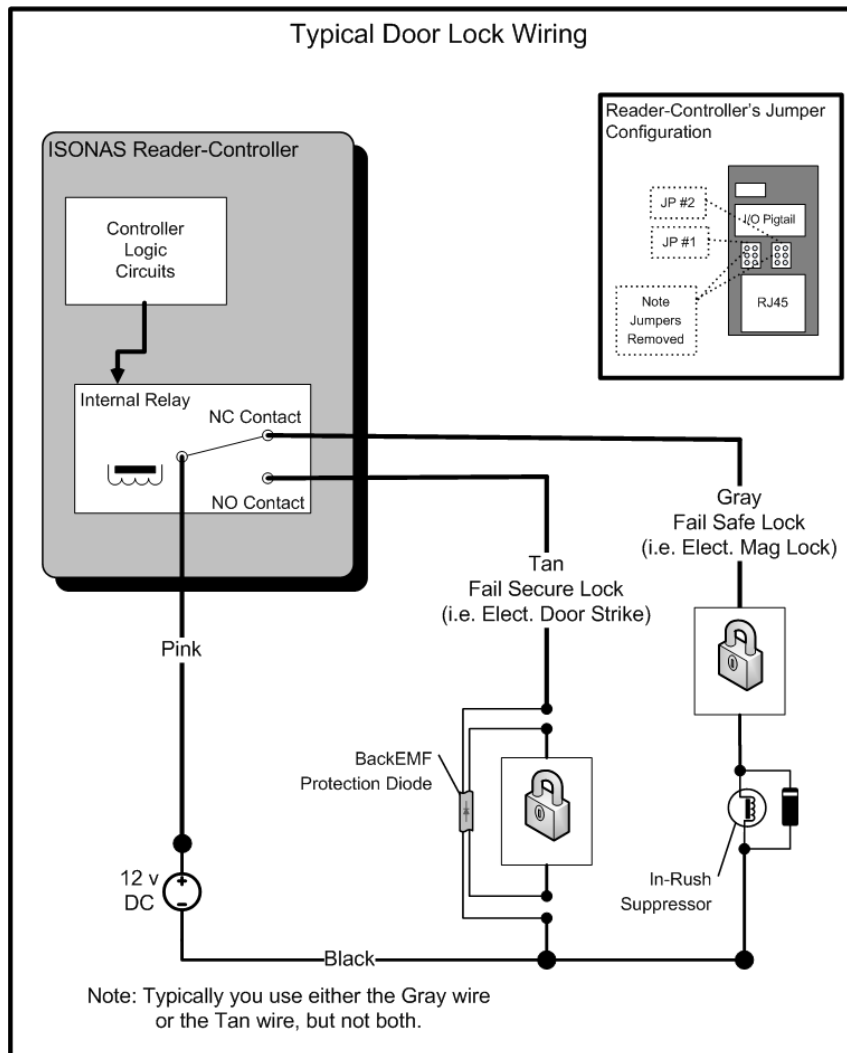 Typical Door Lock Wiring
Reader-Controller's Jumper
Configuration
JP #2
I/O Pigtail
JP #1
Note
Jumpers
Removed
RJ45
ISONAS Reader-Controller
Controller
Logic
Circuits
Internal Relay
NC Contact
NO Contact
Gray
Fail Safe Lock
(i.e. Elect. Mag Lock)
Tan
Fail Secure Lock
(i.e. Elect. Door Strike)
Pink
BackEMF
Protection Diode
In-Rush
Suppressor
12 v
DC
+
–
Black
Note: Typically you use either the Gray wire
or the Tan wire, but not both.